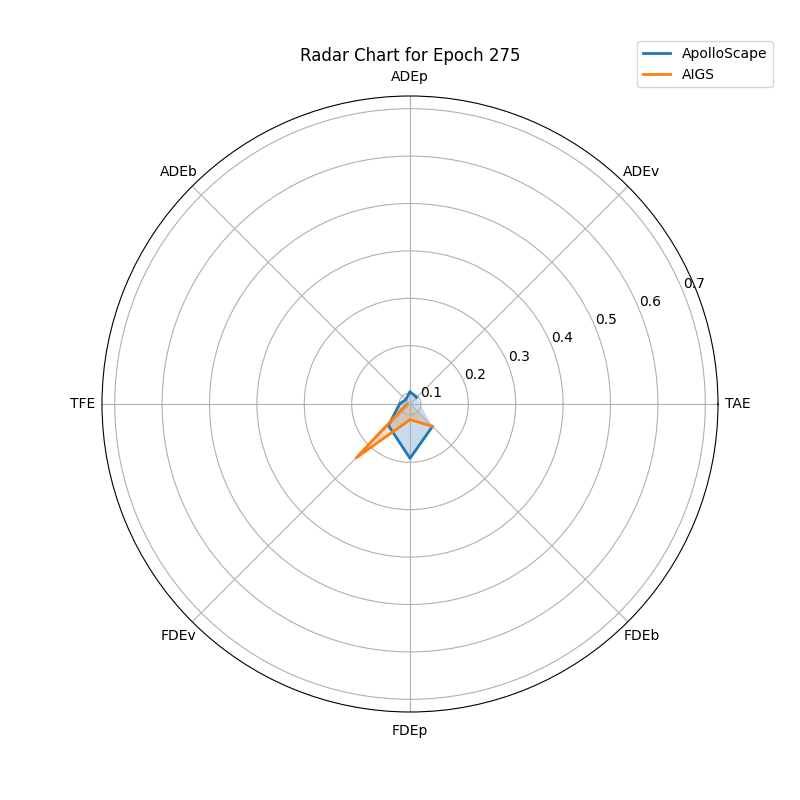 Radar Chart for Epoch 275
ApolloScape
AIGS
ADEp
ADEb
ADEv
0.7
0.6
0.5
0.4
0.3
0.2
0.1
TFE
TAE
FDEv
FDEb
FDEp